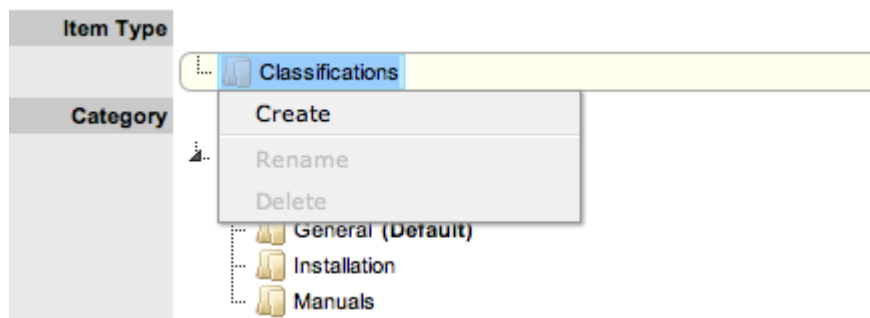 Item Type
Classifications
Category
Create
Rename
Delete
General (Default)
Installation
Manuals